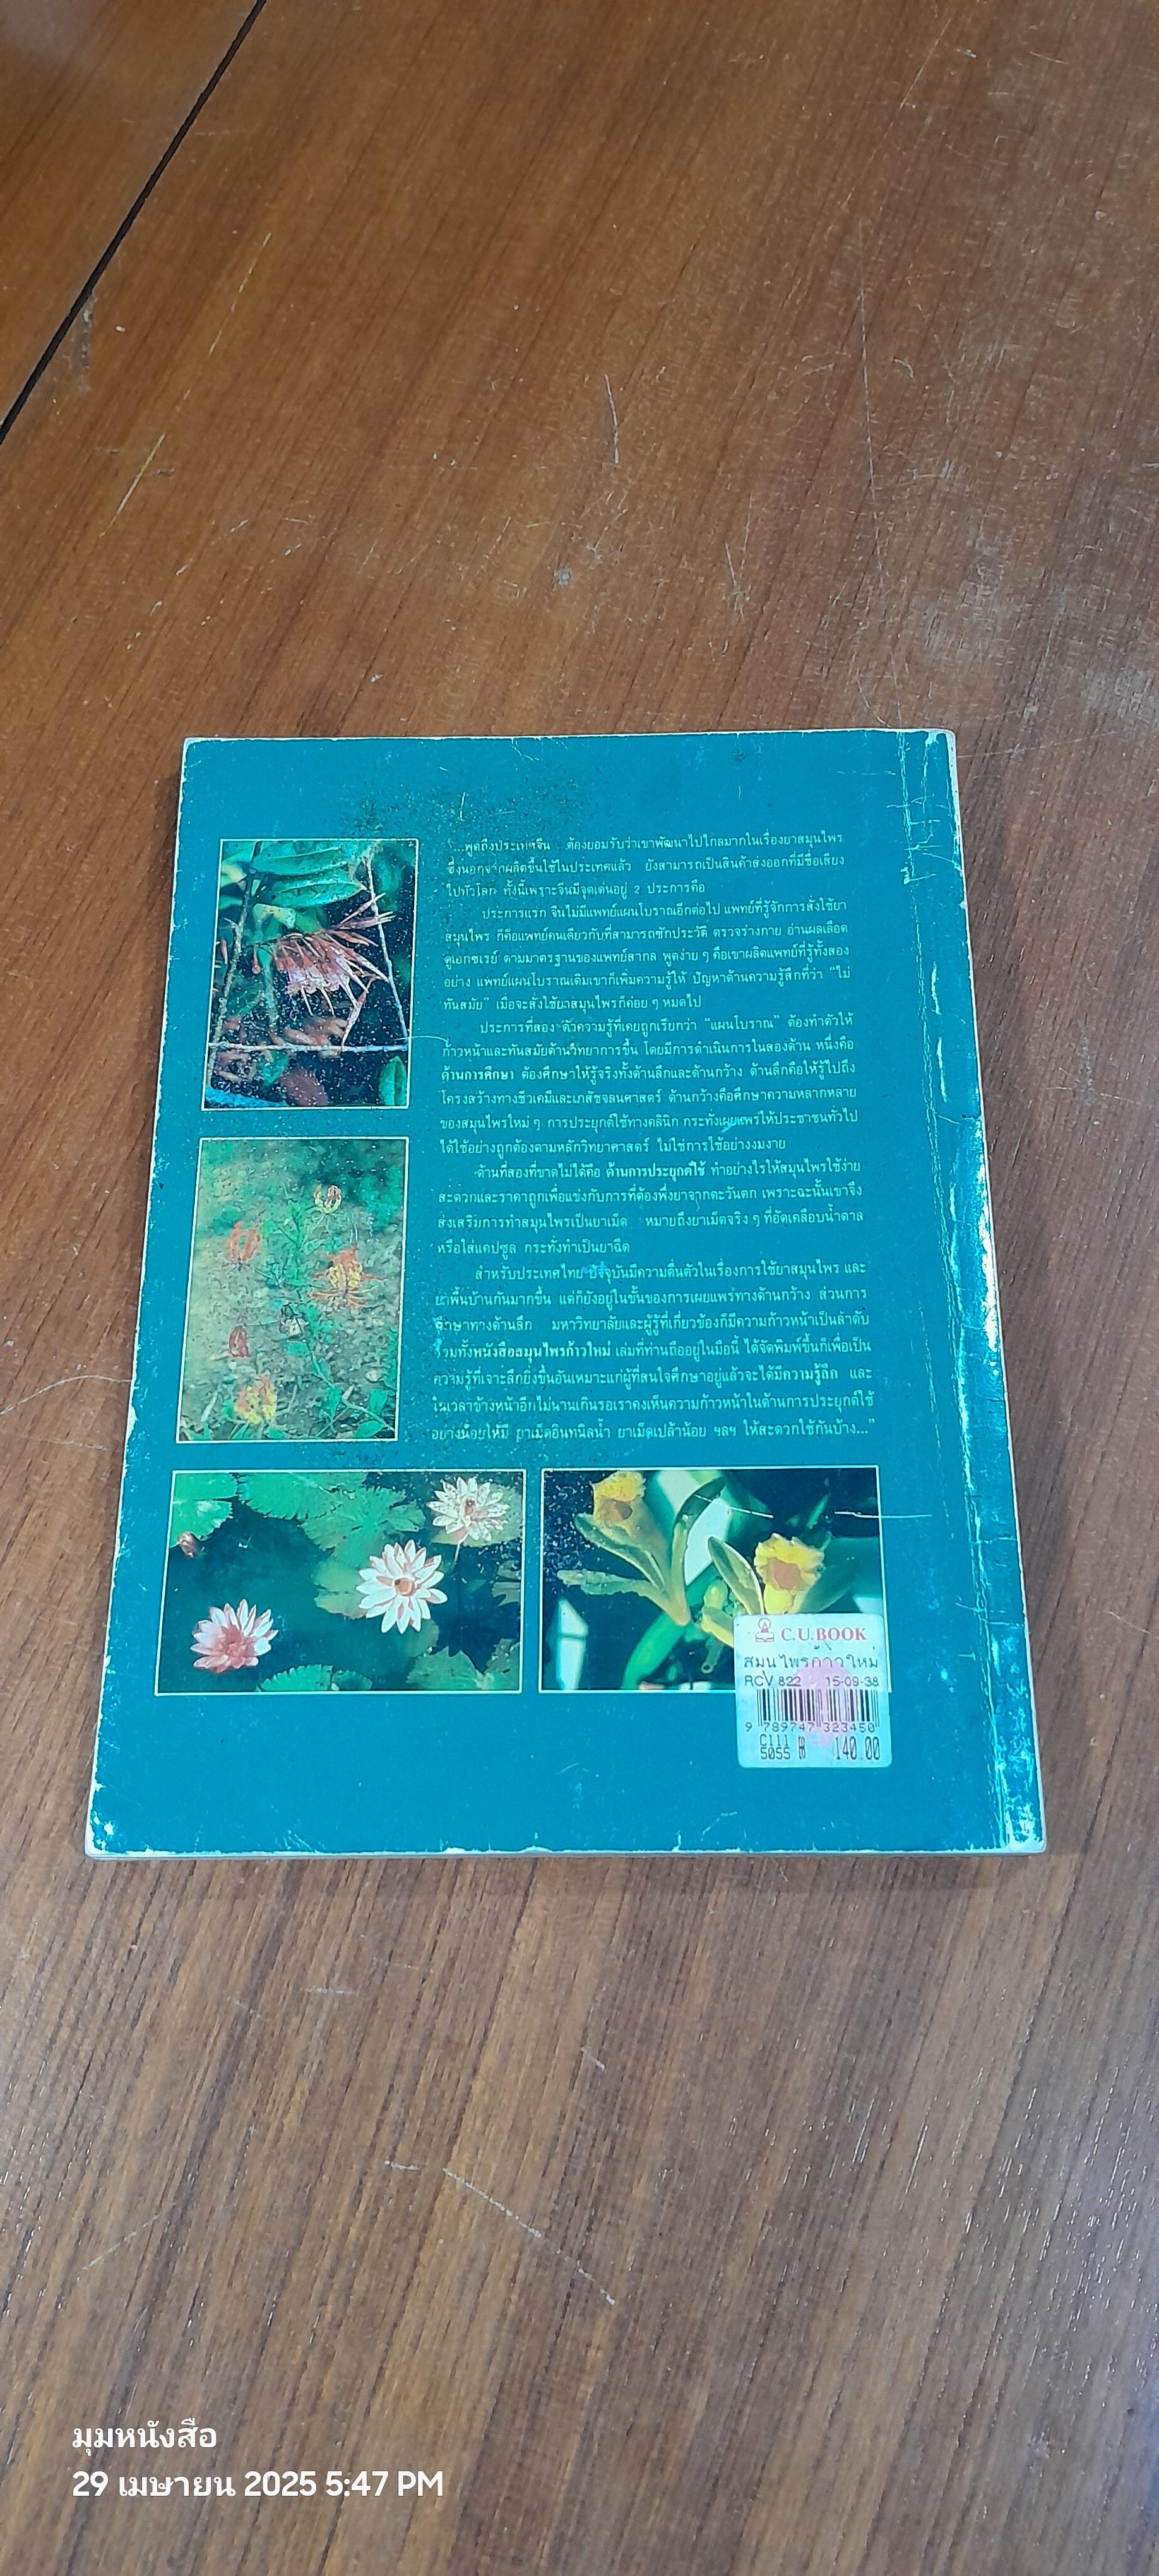 "...พูดถึงประเทศจีน ต้องยอมรับว่าเขาพัฒนาไปไกลมากในเรื่องยาสมุนไพร
ซึ่งนอกจากผลิตขึ้นใช้ในประเทศแล้ว ยังสามารถเป็นสินค้าส่งออกที่มีชื่อเสียง
ไปทั่วโลก ทั้งนี้เพราะจีนมีจุดเด่นอยู่ 2 ประการคือ
ประการแรก จีนไม่มีแพทย์แผนโบราณอีกต่อไป แพทย์ที่รู้จักการสั่งใช้ยา
สมุนไพร ก็คือแพทย์คนเดียวกับที่สามารถซักประวัติ ตรวจร่างกาย อ่านผลเลือด
ดูเอกซเรย์ ตามมาตรฐานของแพทย์สากล พูดง่าย ๆ คือเขาผลิตแพทย์ที่รู้ทั้งสอง
อย่าง แพทย์แผนโบราณเดิมเขาก็เพิ่มความรู้ให้ ปัญหาด้านความรู้สึกที่ว่า "ไม่
ทันสมัย" เมื่อจะสั่งใช้ยาสมุนไพรก็ค่อย ๆ หมดไป
ประการที่สอง ตัวความรู้ที่เคยถูกเรียกว่า "แผนโบราณ" ต้องทำตัวให้
ก้าวหน้าและทันสมัยด้านวิทยาการขึ้น โดยมีการดำเนินการในสองด้าน หนึ่งคือ
ด้านการศึกษา ต้องศึกษาให้รู้จริงทั้งด้านลึกและด้านกว้าง ด้านลึกคือให้รู้ไปถึง
โครงสร้างทางชีวเคมีและเภสัชจลนศาสตร์ ด้านกว้างคือศึกษาความหลากหลาย
ของสมุนไพรใหม่ ๆ การประยุกต์ใช้ทางคลินิก กระทั่งเผยแพร่ให้ประชาชนทั่วไป
ได้ใช้อย่างถูกต้องตามหลักวิทยาศาสตร์ ไม่ใช่การใช้อย่างงมงาย
ด้านที่สองที่ขาดไม่ได้คือ ด้านการประยุกต์ใช้ ทำอย่างไรให้สมุนไพรใช้ง่าย
สะดวกและราคาถูกเพื่อแข่งกับการที่ต้องพึ่งยาจากตะวันตก เพราะฉะนั้นเขาจึง
ส่งเสริมการทำสมุนไพรเป็นยาเม็ด หมายถึงยาเม็ดจริง ๆ ที่อัดเคลือบน้ำตาล
หรือใส่แคปซูล กระทั่งทำเป็นยาฉีด
สำหรับประเทศไทย ปัจจุบันมีความตื่นตัวในเรื่องการใช้ยาสมุนไพร และ
ยาพื้นบ้านกันมากขึ้น แต่ก็ยังอยู่ในขั้นของการเผยแพร่ทางด้านกว้าง ส่วนการ
ศึกษาทางด้านลึก มหาวิทยาลัยและผู้รู้ที่เกี่ยวข้องก็มีความก้าวหน้าเป็นลำดับ
รวมทั้งหนังสือสมุนไพรก้าวใหม่ เล่มที่ท่านถืออยู่ในมือนี้ ได้จัดพิมพ์ขึ้นก็เพื่อเป็น
ความรู้ที่เจาะลึกยิ่งขึ้นอันเหมาะแก่ผู้ที่สนใจศึกษาอยู่แล้วจะได้มีความรู้ลึก และ
ในเวลาข้างหน้าอีกไม่นานเกินรอเราคงเห็นความก้าวหน้าในด้านการประยุกต์ใช้
อย่างน้อยให้มี ยาเม็ดอินทนิลน้ำ ยาเม็ดเปล้าน้อย ฯลฯ ให้สะดวกใช้กันบ้าง..."
C.U.BOOK
สมุนไพรก้าวใหม่
RCV 822 15-09-38
9 789747 323450
C111
5055 140.00
มุมหนังสือ
29 เมษายน 2025 5:47 PM